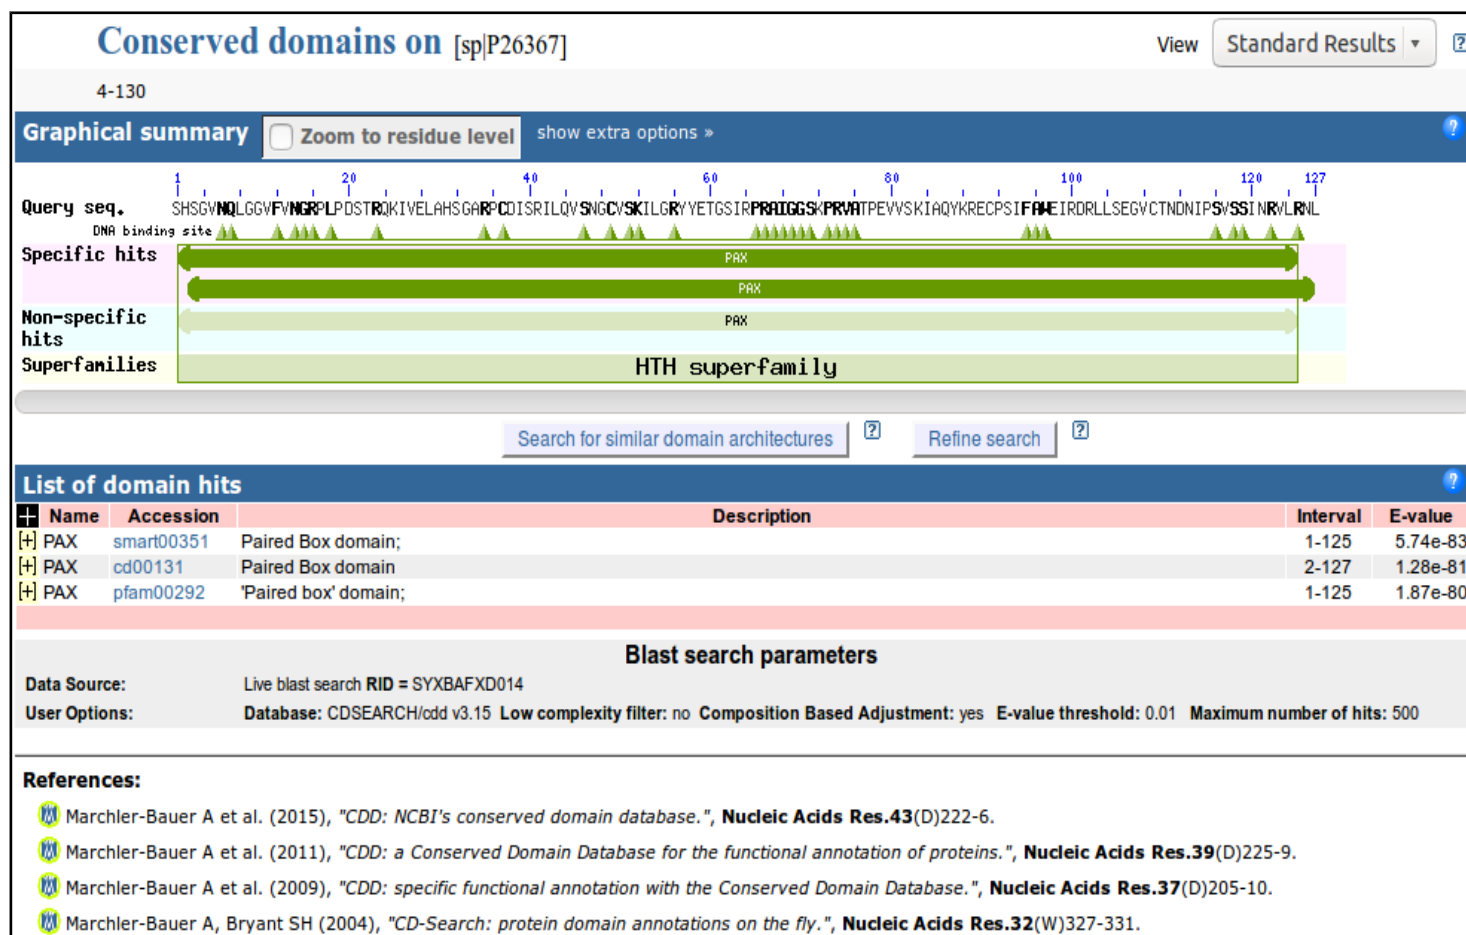 Conserved domains on [sp|P26367]
View Standard Results ?
4-130
Graphical summary Zoom to residue level show extra options » ?
1 20 40 60 80 100 120 127
Query seq. SHSGVNQLGGVFVNGRPLPDSTRQKIVELAHSGARPCDISRILQVSNGCVSKILGRYYETGSIRPRAIGGSKPRVATPEVVSKIAQYKRECPSIFAWEIRDRLLSEGVCTNDNIPSVSSINRVLRNL
DNA binding site
Specific hits PAX
PAX
Non-specific hits PAX
Superfamilies HTH superfamily
Search for similar domain architectures ? Refine search ?
List of domain hits ?
+ Name Accession Description Interval E-value
[+] PAX smart00351 Paired Box domain; 1-125 5.74e-83
[+] PAX cd00131 Paired Box domain 2-127 1.28e-81
[+] PAX pfam00292 'Paired box' domain; 1-125 1.87e-80
Blast search parameters
Data Source: Live blast search RID = SYXBAFXD014
User Options: Database: CDSEARCH/cdd v3.15 Low complexity filter: no Composition Based Adjustment: yes E-value threshold: 0.01 Maximum number of hits: 500
References:
Marchler-Bauer A et al. (2015), "CDD: NCBI's conserved domain database.", Nucleic Acids Res.43(D)222-6.
Marchler-Bauer A et al. (2011), "CDD: a Conserved Domain Database for the functional annotation of proteins.", Nucleic Acids Res.39(D)225-9.
Marchler-Bauer A et al. (2009), "CDD: specific functional annotation with the Conserved Domain Database.", Nucleic Acids Res.37(D)205-10.
Marchler-Bauer A, Bryant SH (2004), "CD-Search: protein domain annotations on the fly.", Nucleic Acids Res.32(W)327-331.